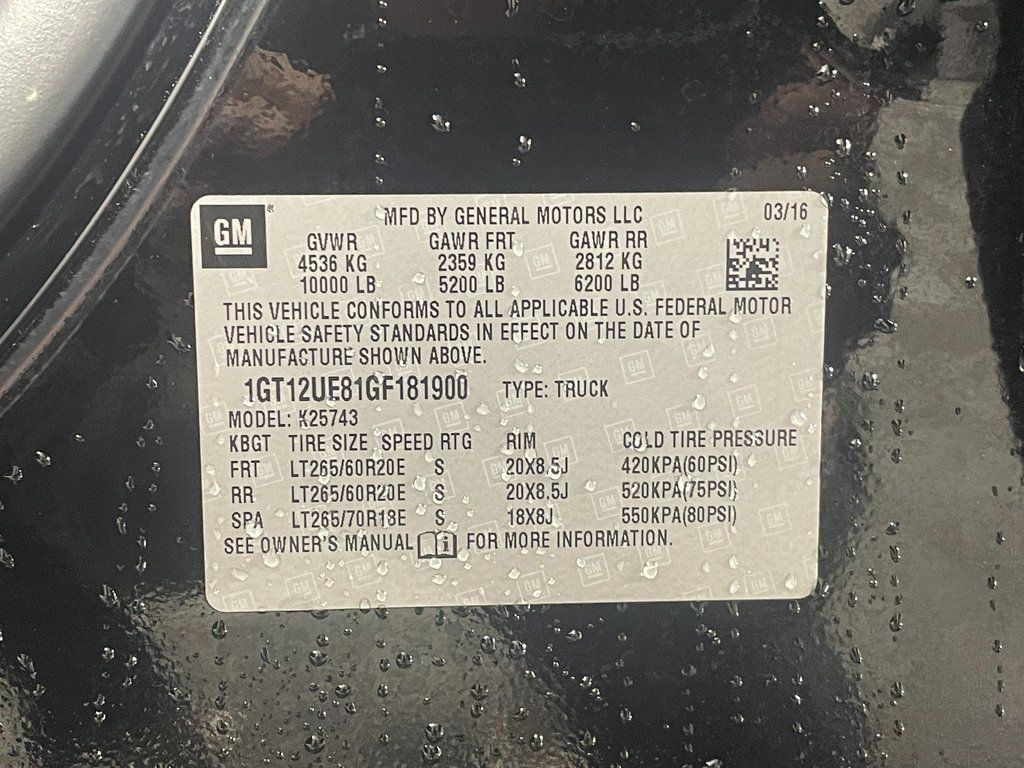 GM ® MFD BY GENERAL MOTORS LLC 03/16
GVWR GAWR FRT GAWR RR
4536 KG 2359 KG 2812 KG
10000 LB 5200 LB 6200 LB
THIS VEHICLE CONFORMS TO ALL APPLICABLE U.S. FEDERAL MOTOR
VEHICLE SAFETY STANDARDS IN EFFECT ON THE DATE OF
MANUFACTURE SHOWN ABOVE.
1GT12UE81GF181900 TYPE: TRUCK
MODEL: K25743
KBGT TIRE SIZE SPEED RTG RIM COLD TIRE PRESSURE
FRT LT265/60R20E S 20X8.5J 420KPA(60PSI)
RR LT265/60R20E S 20X8.5J 520KPA(75PSI)
SPA LT265/70R18E S 18X8J 550KPA(80PSI)
SEE OWNER'S MANUAL i FOR MORE INFORMATION.